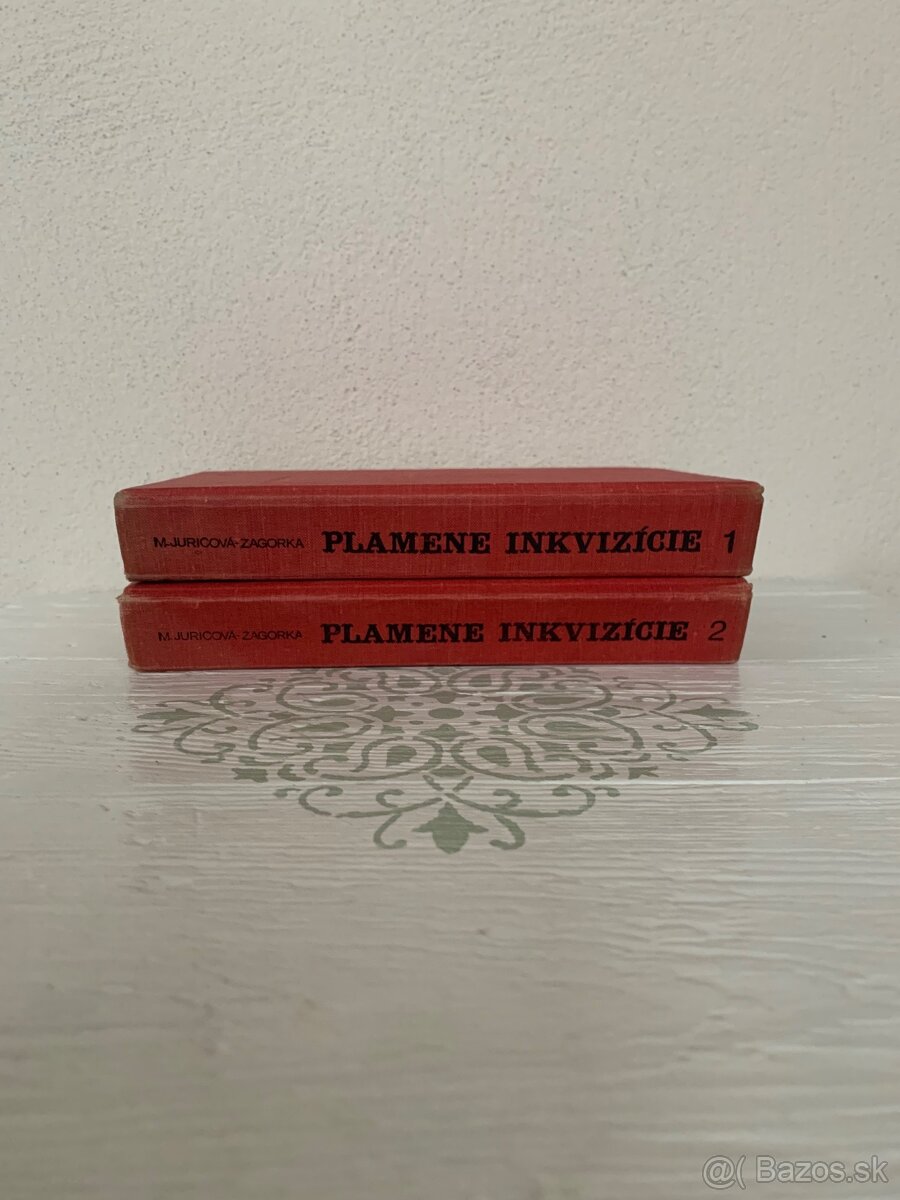 M. JURICOVÁ-ZAGORKA PLAMENE INKVIZÍCIE 1
M. JURICOVÁ-ZAGORKA PLAMENE INKVIZÍCIE 2
@( Bazos.sk